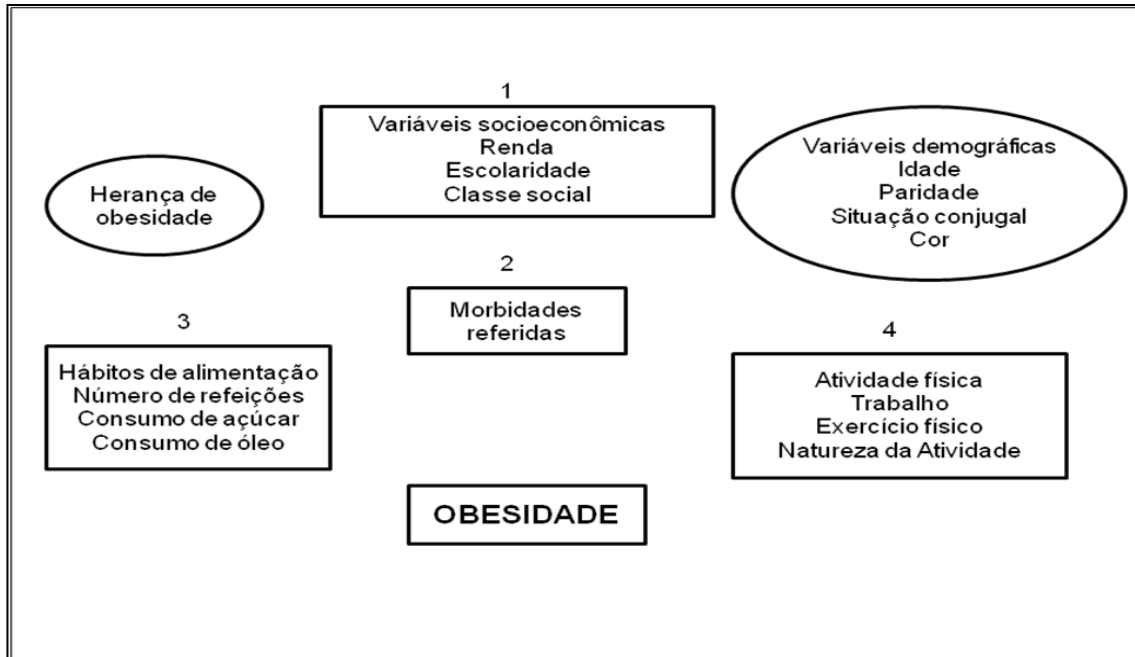 1
Variáveis socioeconômicas
Renda
Escolaridade
Classe social
Herança de
obesidade
Variáveis demográficas
Idade
Paridade
Situação conjugal
Cor
2
Morbidades
referidas
3
Hábitos de alimentação
Número de refeições
Consumo de açúcar
Consumo de óleo
4
Atividade física
Trabalho
Exercício físico
Natureza da Atividade
OBESIDADE